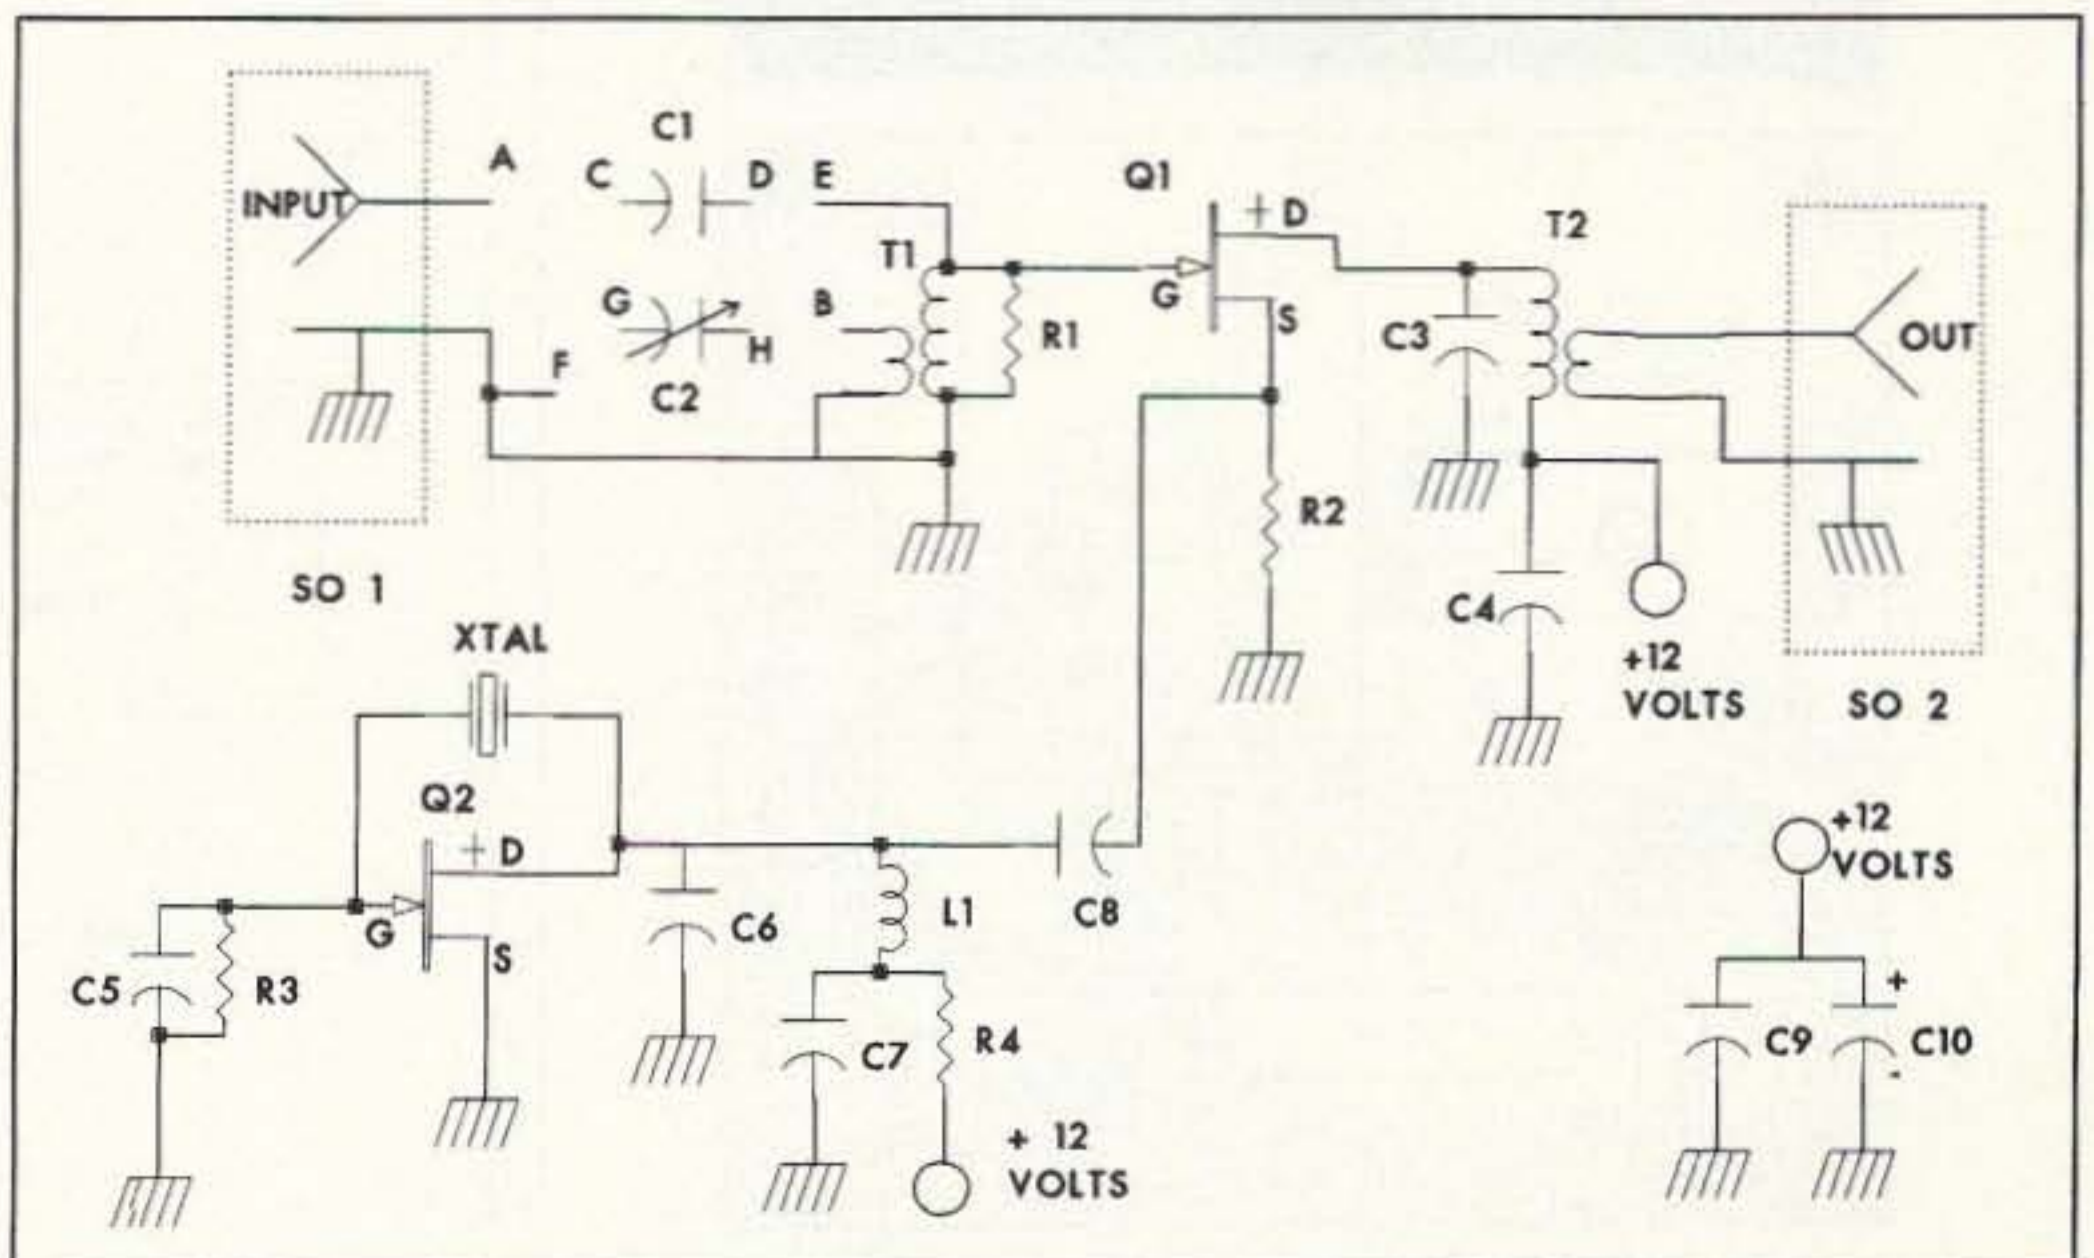 C1
A
C
D
E
Q1
INPUT
+ D
T2
T1
G
B
G
S
R1
C3
OUT
F
H
C2
R2
SO 1
C4
XTAL
+12
VOLTS
SO 2
Q2
+12
VOLTS
+ D
G
C6
L1
C8
S
C5
R3
+
C7
R4
C9
C10
-
+ 12
VOLTS